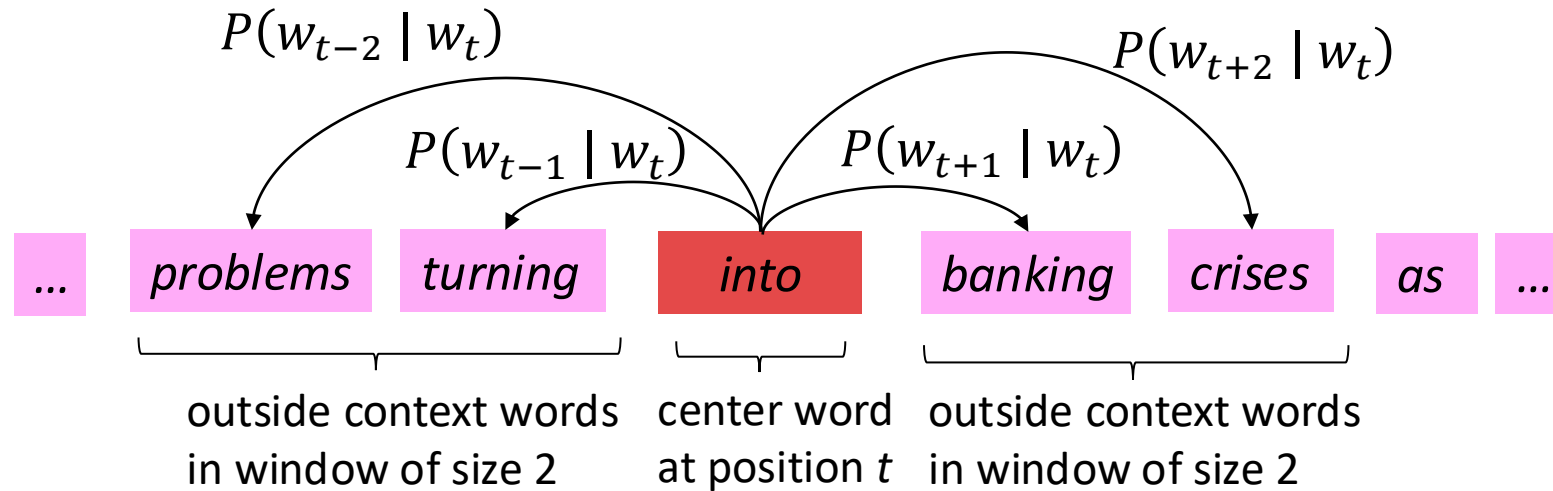 P(w_{t−2} | w_t)
P(w_{t+2} | w_t)
P(w_{t−1} | w_t)
P(w_{t+1} | w_t)
... problems turning into banking crises as ...
outside context words
in window of size 2
center word
at position t
outside context words
in window of size 2